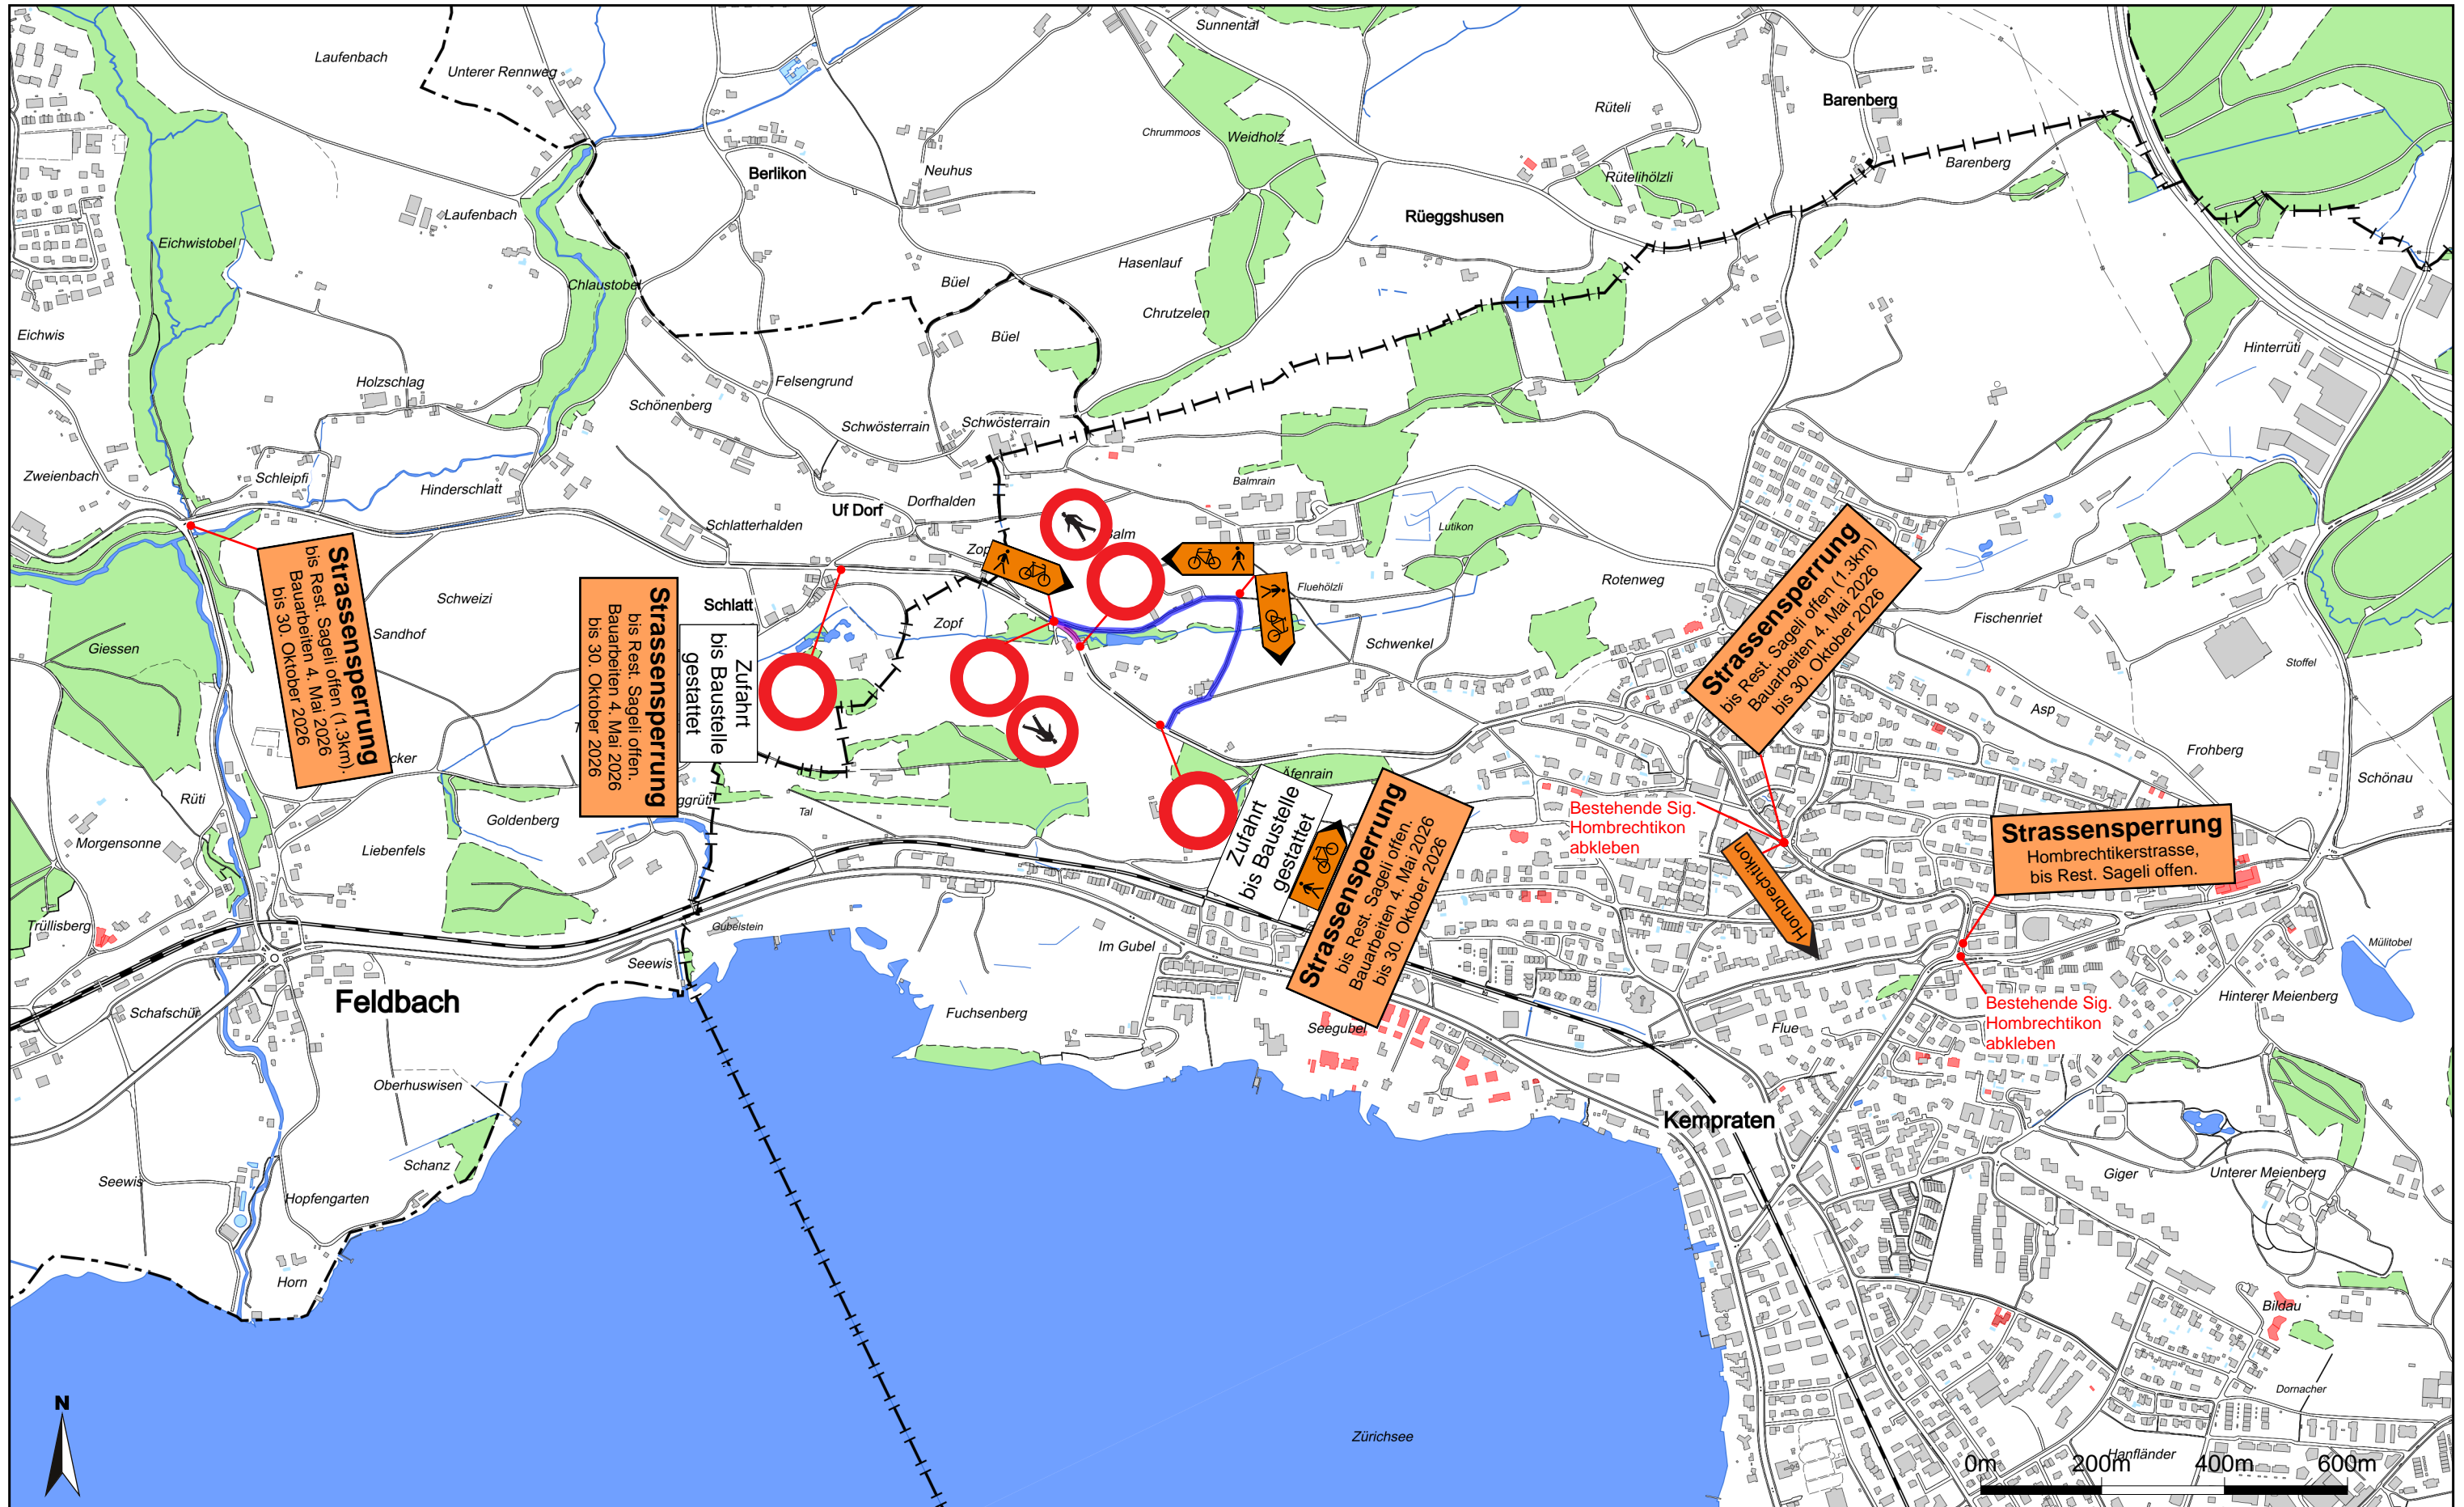 Sunnental
Laufenbach
Unterer Rennweg
Barenberg
Rüteli
Chrummoos
Weidholz
Barenberg
Berlikon
Neuhus
Rütelihölzli
Laufenbach
Rüeggshusen
Eichwistobel
Hasenlauf
Chlaustobel
Büel
Chrutzelen
Eichwis
Büel
Hinterrüti
Holzschlag
Felsengrund
Schönenberg
Schwösterrain
Schwösterrain
Zweienbach
Schleipfi
Hinderschlatt
Balmrain
Dorfhalden
Uf Dorf
Schlatterhalden
Lutikon
Balm
Zopf
Fluehölzli
Rotenweg
Schweizi
Schlatt
Zopf
Fischenriet
Sandhof
Giessen
Schwenkel
Stoffel
Strassensperrung
bis Rest. Sageli offen (1.3km).
Bauarbeiten 4. Mai 2026
bis 30. Oktober 2026
Strassensperrung
bis Rest. Sageli offen.
Bauarbeiten 4. Mai 2026
bis 30. Oktober 2026
Zufahrt
bis Baustelle
gestattet
Strassensperrung
bis Rest. Sageli offen (1.3km)
Bauarbeiten 4. Mai 2026
bis 30. Oktober 2026
Asp
Frohberg
Schönau
cker
Rüti
ggrüti
Tal
Äfenrain
Goldenberg
Morgensonne
Liebenfels
Zufahrt
bis Baustelle
gestattet
Strassensperrung
bis Rest. Sageli offen.
Bauarbeiten 4. Mai 2026
bis 30. Oktober 2026
Bestehende Sig.
Hombrechtikon
abkleben
Hombrechtikon
Strassensperrung
Hombrechtikerstrasse,
bis Rest. Sageli offen.
Trüllisberg
Gubelstein
Im Gubel
Mülitobel
Seewis
Feldbach
Schafschür
Fuchsenberg
Seegubel
Flue
Hinterer Meienberg
Bestehende Sig.
Hombrechtikon
abkleben
Oberhuswisen
Kempraten
Schanz
Seewis
Hopfengarten
Giger
Unterer Meienberg
Horn
Bildau
Dornacher
N
Zürichsee
Hanfländer
0m 200m 400m 600m